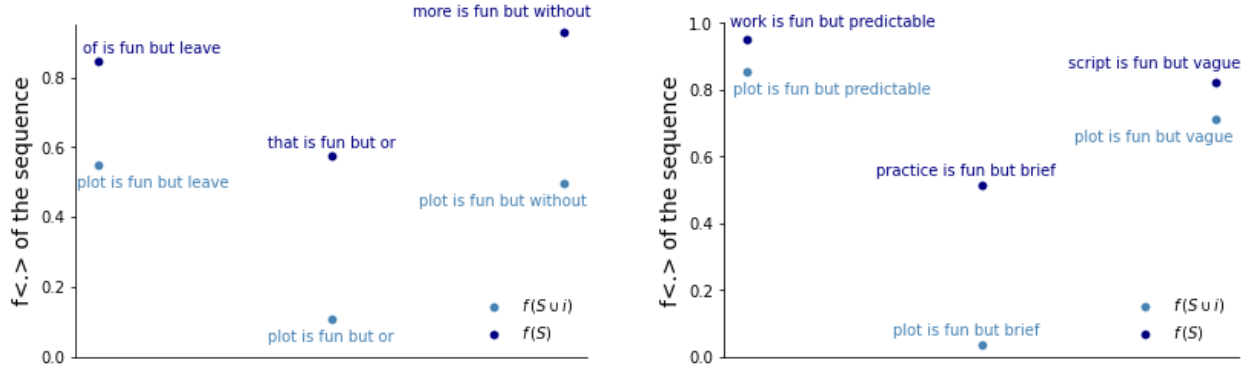 more is fun but without
of is fun but leave
0.8
that is fun but or
0.6
plot is fun but leave
plot is fun but without
0.4
0.2
f(S ∪ i)
f(S)
plot is fun but or
0.0
f<.> of the sequence
1.0
work is fun but predictable
script is fun but vague
0.8
plot is fun but predictable
plot is fun but vague
0.6
practice is fun but brief
0.4
0.2
f(S ∪ i)
plot is fun but brief
f(S)
0.0
f<.> of the sequence